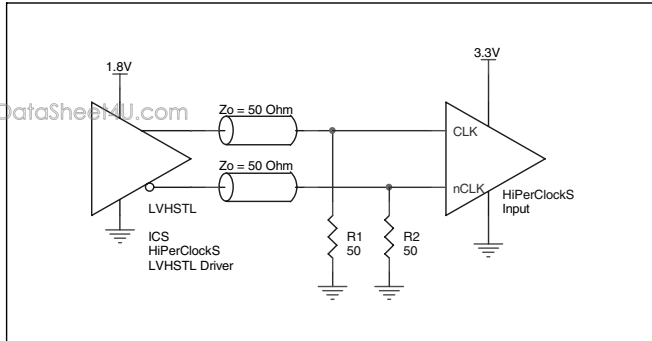 3.3V
1.8V
DataSheet4U.com
Zo = 50 Ohm
CLK
Zo = 50 Ohm
nCLK
HiPerClockS
Input
LVHSTL
ICS
HiPerClockS
LVHSTL Driver
R1
50
R2
50